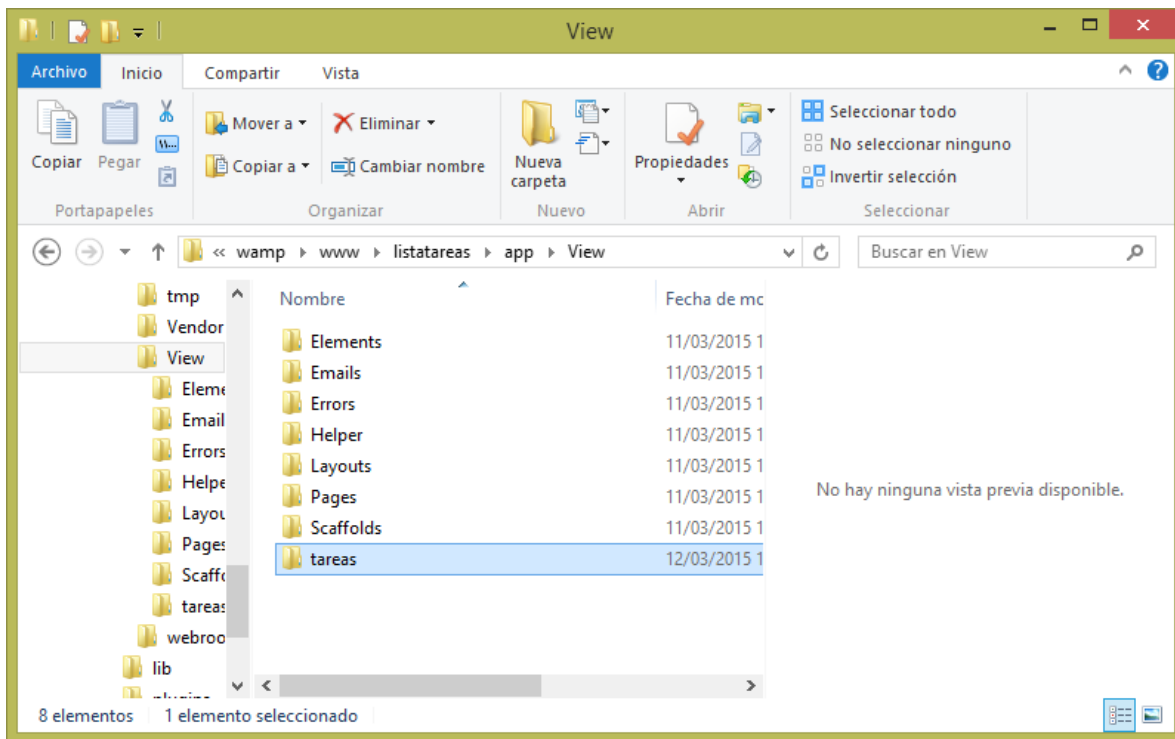 View
Archivo Inicio Compartir Vista
Copiar
Pegar
Mover a
Copiar a
Eliminar
Cambiar nombre
Nueva
carpeta
Propiedades
Seleccionar todo
No seleccionar ninguno
Invertir selección
Portapapeles Organizar Nuevo Abrir Seleccionar
« wamp www listatareas app View
Buscar en View
tmp
Vendor
View
Eleme
Email
Errors
Helpe
Layou
Pages
Scaffo
tareas
webroo
lib
Nombre Fecha de mo
Elements 11/03/2015 1
Emails 11/03/2015 1
Errors 11/03/2015 1
Helper 11/03/2015 1
Layouts 11/03/2015 1
Pages 11/03/2015 1
Scaffolds 11/03/2015 1
tareas 12/03/2015 1
No hay ninguna vista previa disponible.
8 elementos 1 elemento seleccionado